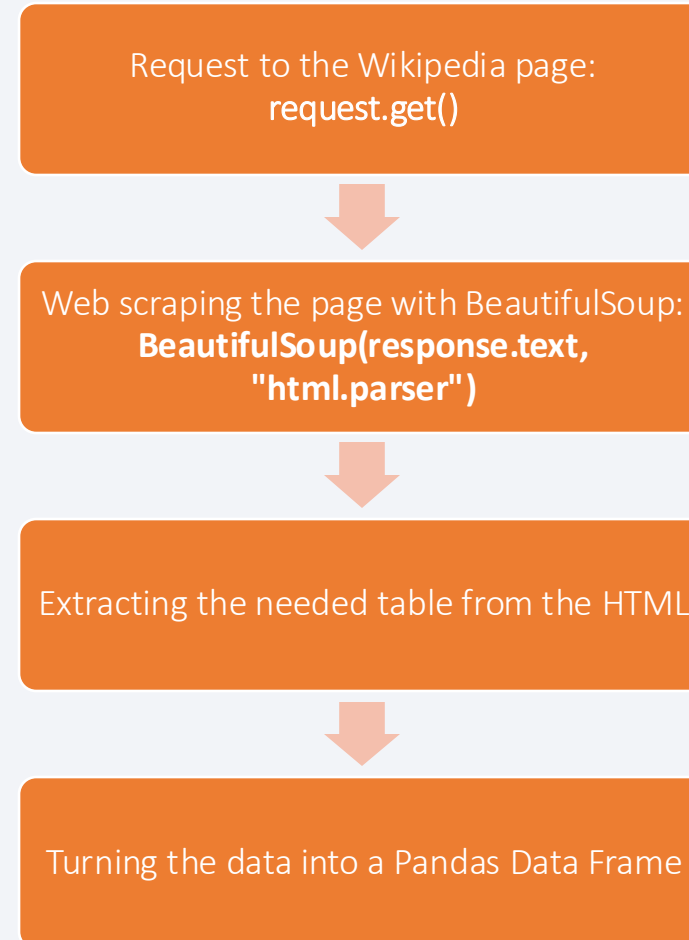 Request to the Wikipedia page:
request.get()
Web scraping the page with BeautifulSoup:
BeautifulSoup(response.text,
"html.parser")
Extracting the needed table from the HTML
Turning the data into a Pandas Data Frame